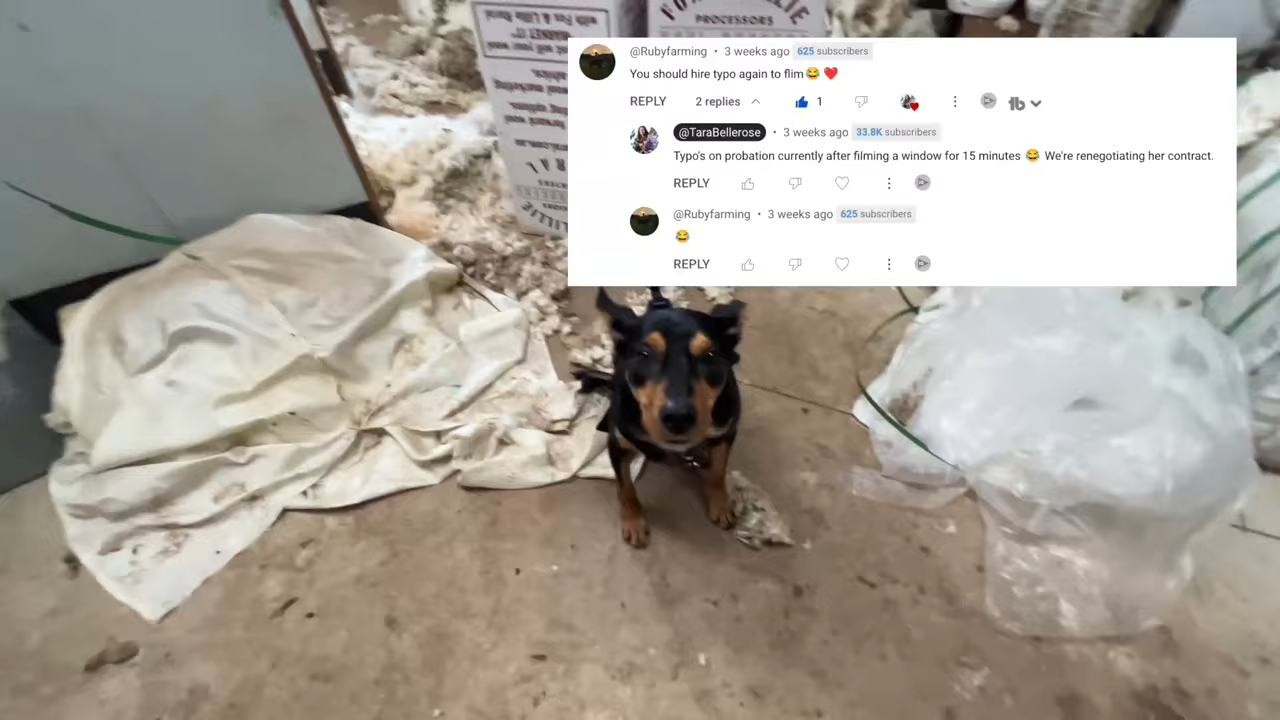 PROCESSORS
@Rubyfarming • 3 weeks ago 625 subscribers
You should hire typo again to flim😂 ❤️
REPLY 2 replies 1
@TaraBellerose • 3 weeks ago 33.8K subscribers
Typo's on probation currently after filming a window for 15 minutes 😂 We're renegotiating her contract.
REPLY
@Rubyfarming • 3 weeks ago 625 subscribers
😂
REPLY